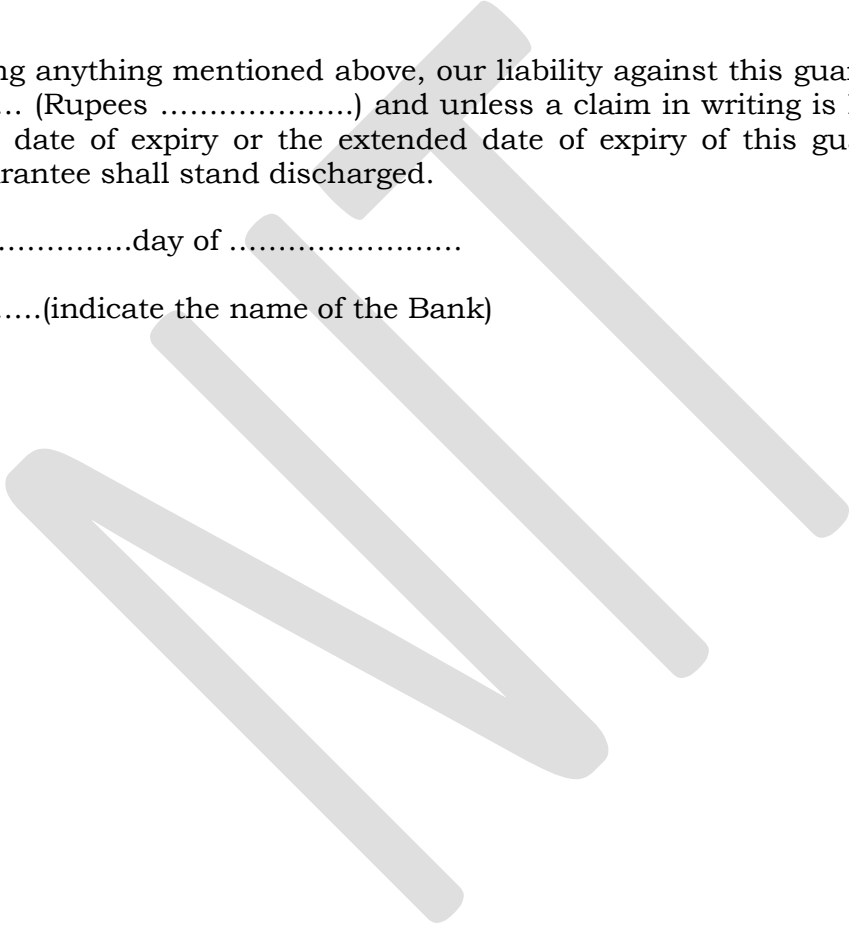 ng anything mentioned above, our liability against this guar
… (Rupees ………………..) and unless a claim in writing is
date of expiry or the extended date of expiry of this gu
rantee shall stand discharged.
……………day of ……………………
…..(indicate the name of the Bank)
NIT